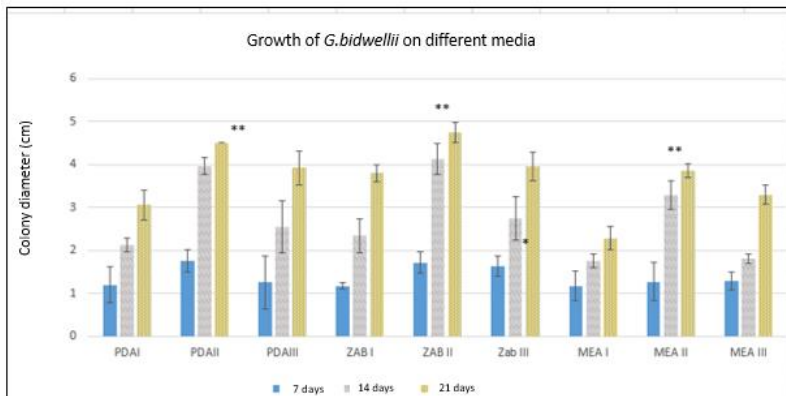 Growth of G.bidwellii on different media
Colony diameter (cm)
6
5
4
3
2
1
0
**
**
*
**
PDAI PDAII PDAIII ZAB I ZAB II Zab III MEA I MEA II MEA III
7 days 14 days 21 days